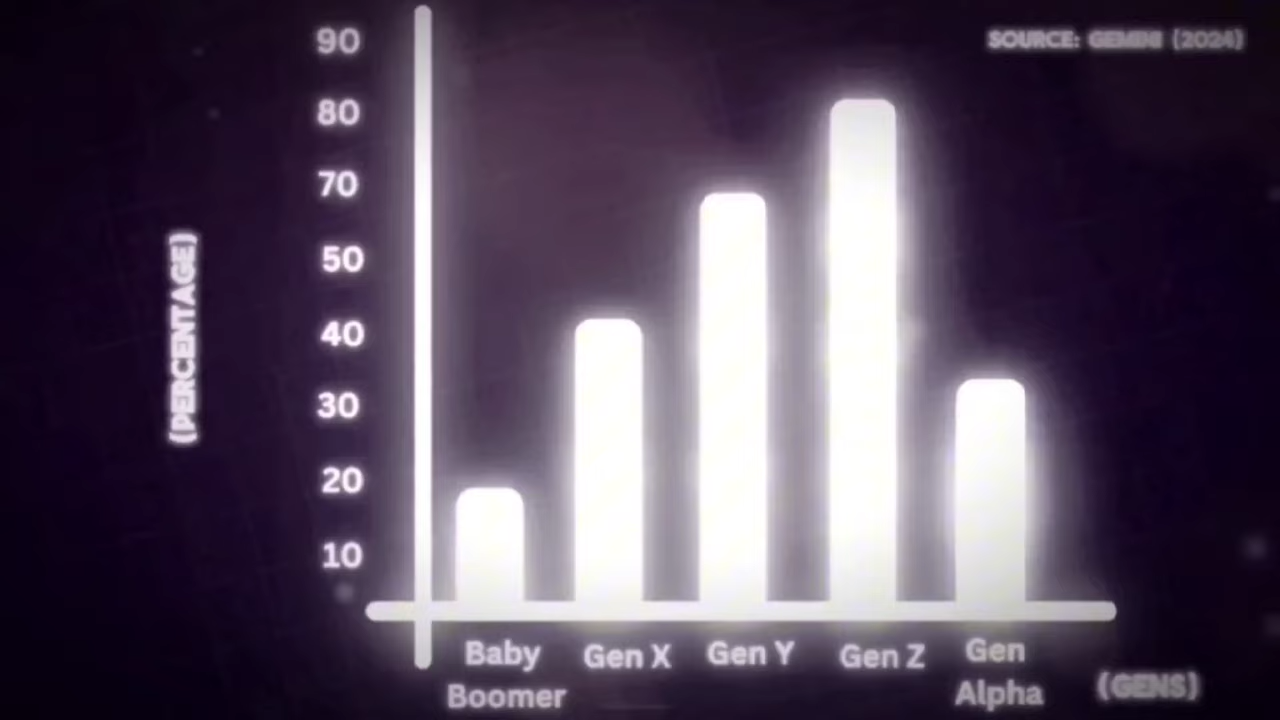 SOURCE: GEMINI (2024)
90
80
70
50
40
30
20
10
(PERCENTAGE)
Baby
Boomer
Gen X
Gen Y
Gen Z
Gen
Alpha
(GENS)